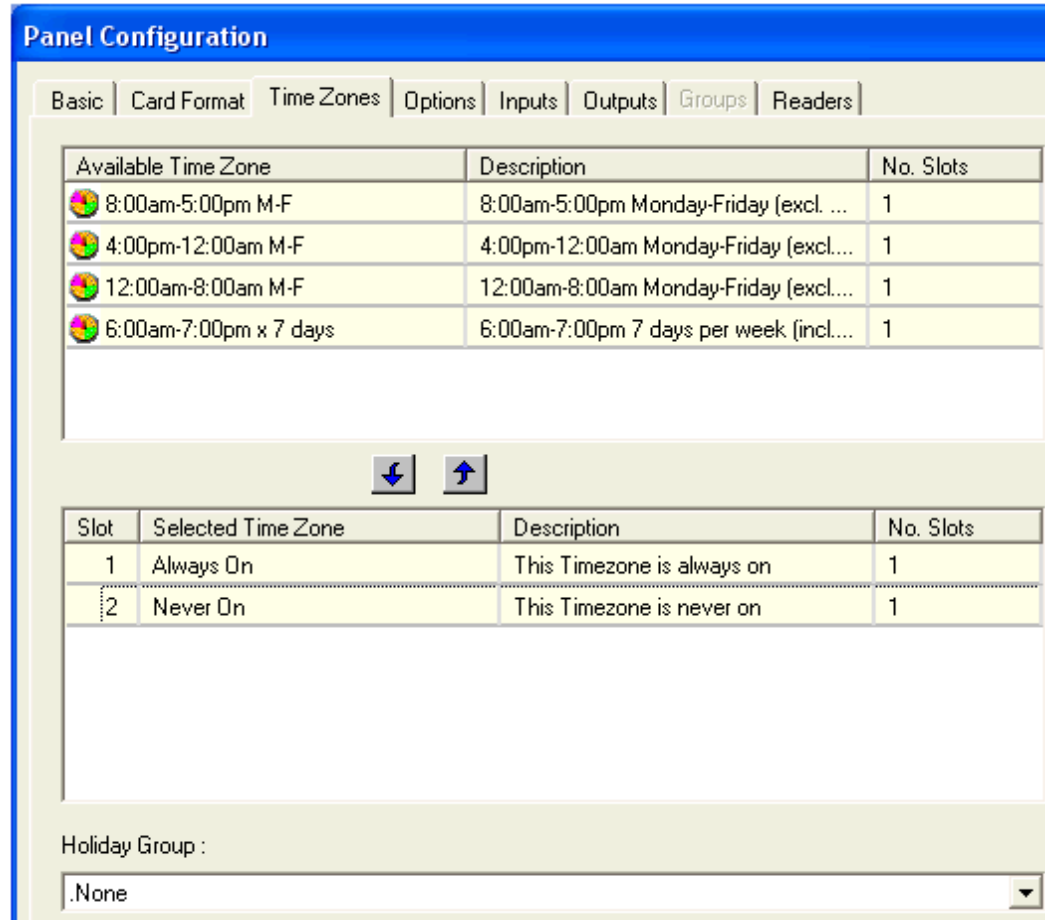 Panel Configuration
Basic Card Format Time Zones Options Inputs Outputs Groups Readers
Available Time Zone Description No. Slots
8:00am-5:00pm M-F 8:00am-5:00pm Monday-Friday (excl. ... 1
4:00pm-12:00am M-F 4:00pm-12:00am Monday-Friday (excl.... 1
12:00am-8:00am M-F 12:00am-8:00am Monday-Friday (excl.... 1
6:00am-7:00pm x 7 days 6:00am-7:00pm 7 days per week (incl.... 1
Slot Selected Time Zone Description No. Slots
1 Always On This Timezone is always on 1
2 Never On This Timezone is never on 1
Holiday Group :
.None